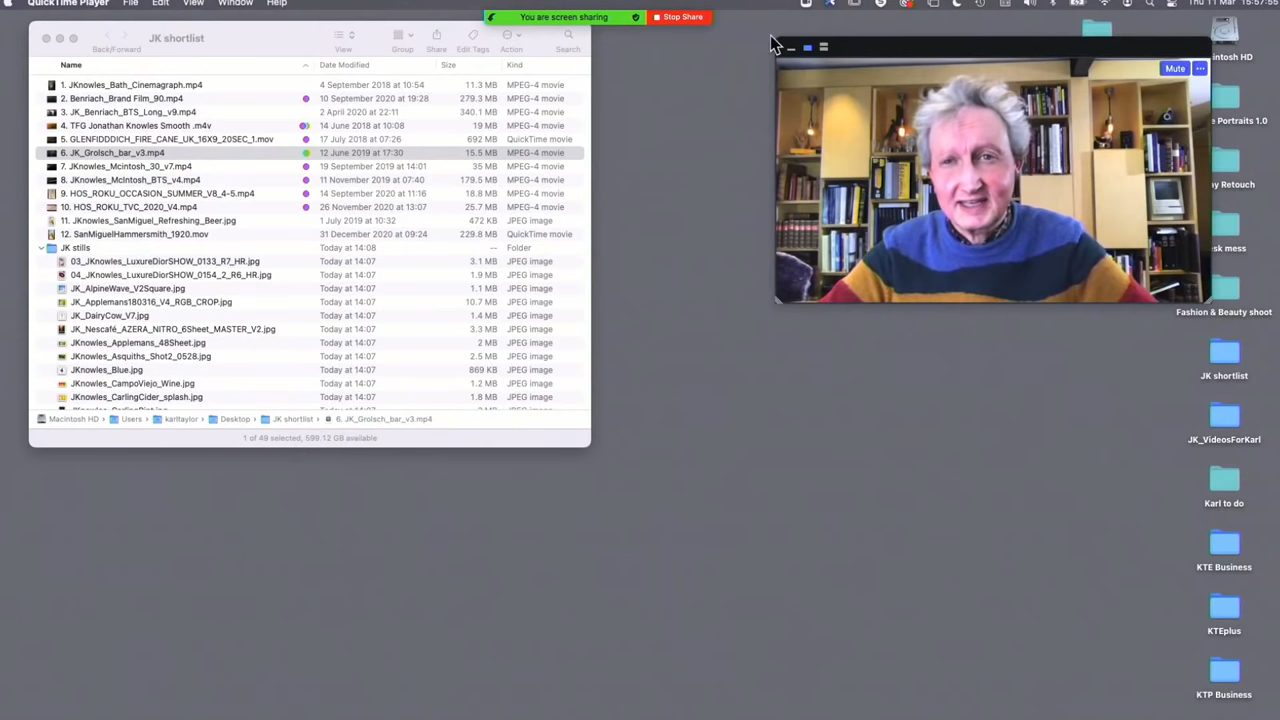 QuickTime Player File Edit View Window Help
Thu 11 Mar 15:57:55
You are screen sharing Stop Share
JK shortlist
Back/Forward View Group Share Edit Tags Action Search
Name Date Modified Size Kind
1. JKnowles_Bath_Cinemagraph.mp4 4 September 2018 at 10:54 11.3 MB MPEG-4 movie
2. Benriach_Brand Film_90.mp4 10 September 2020 at 19:28 279.3 MB MPEG-4 movie
3. JK_Benriach_BTS_Long_v9.mp4 2 April 2020 at 22:11 340.1 MB MPEG-4 movie
4. TFG Jonathan Knowles Smooth .m4v 14 June 2018 at 10:08 19 MB MPEG-4 movie
5. GLENFIDDDICH_FIRE_CANE_UK_16X9_20SEC_1.mov 17 July 2018 at 07:26 692 MB QuickTime movie
6. JK_Grolsch_bar_v3.mp4 12 June 2019 at 17:30 15.5 MB MPEG-4 movie
7. JKnowles_Mcintosh_30_v7.mp4 19 September 2019 at 14:01 35 MB MPEG-4 movie
8. JKnowles_McIntosh_BTS_v4.mp4 11 November 2019 at 07:40 179.5 MB MPEG-4 movie
9. HOS_ROKU_OCCASION_SUMMER_V8_4-5.mp4 14 September 2020 at 11:16 18.8 MB MPEG-4 movie
10. HOS_ROKU_TVC_2020_V4.mp4 26 November 2020 at 13:07 25.7 MB MPEG-4 movie
11. JKnowles_SanMiguel_Refreshing_Beer.jpg 1 July 2019 at 10:32 472 KB JPEG image
12. SanMiguelHammersmith_1920.mov 31 December 2020 at 09:24 229.8 MB QuickTime movie
JK stills Today at 14:08 -- Folder
03_JKnowles_LuxureDiorSHOW_0133_R7_HR.jpg Today at 14:07 3.1 MB JPEG image
04_JKnowles_LuxureDiorSHOW_0154_2_R6_HR.jpg Today at 14:07 1.9 MB JPEG image
JK_AlpineWave_V2Square.jpg Today at 14:07 1.1 MB JPEG image
JK_Applemans180316_V4_RGB_CROP.jpg Today at 14:07 10.7 MB JPEG image
JK_DairyCow_V7.jpg Today at 14:07 1.4 MB JPEG image
JK_Nescafé_AZERA_NITRO_6Sheet_MASTER_V2.jpg Today at 14:07 3.3 MB JPEG image
JKnowles_Applemans_48Sheet.jpg Today at 14:07 2 MB JPEG image
JKnowles_Asquiths_Shot2_0528.jpg Today at 14:07 2.5 MB JPEG image
JKnowles_Blue.jpg Today at 14:07 869 KB JPEG image
JKnowles_CampoViejo_Wine.jpg Today at 14:07 2.4 MB JPEG image
JKnowles_CarlingCider_splash.jpg Today at 14:07 1.8 MB JPEG image
Macintosh HD Users karltaylor Desktop JK shortlist 6. JK_Grolsch_bar_v3.mp4
1 of 49 selected, 599.12 GB available
Mute
ntosh HD
e Portraits 1.0
ay Retouch
esk mess
Fashion & Beauty shoot
JK shortlist
JK_VideosForKarl
Karl to do
KTE Business
KTEplus
KTP Business